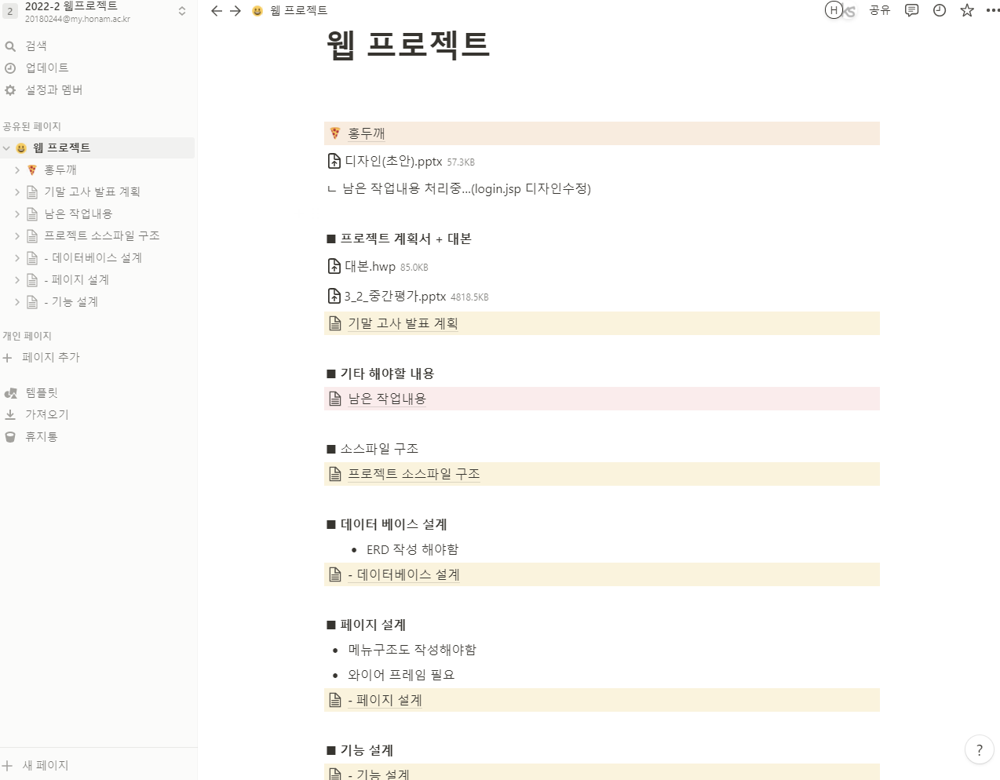 2
2022-2 웹프로젝트
20180244@my.honam.ac.kr
검색
업데이트
설정과 멤버
공유된 페이지
웹 프로젝트
홍두깨
기말 고사 발표 계획
남은 작업내용
프로젝트 소스파일 구조
- 데이터베이스 설계
- 페이지 설계
- 기능 설계
개인 페이지
페이지 추가
템플릿
가져오기
휴지통
새 페이지
웹 프로젝트
H KS 공유
웹 프로젝트
홍두깨
디자인(초안).pptx 57.3KB
ㄴ 남은 작업내용 처리중...(login.jsp 디자인수정)
■ 프로젝트 계획서 + 대본
대본.hwp 85.0KB
3_2_중간평가.pptx 4818.5KB
기말 고사 발표 계획
■ 기타 해야할 내용
남은 작업내용
■ 소스파일 구조
프로젝트 소스파일 구조
■ 데이터 베이스 설계
• ERD 작성 해야함
- 데이터베이스 설계
■ 페이지 설계
• 메뉴구조도 작성해야함
• 와이어 프레임 필요
- 페이지 설계
■ 기능 설계
- 기능 설계
?